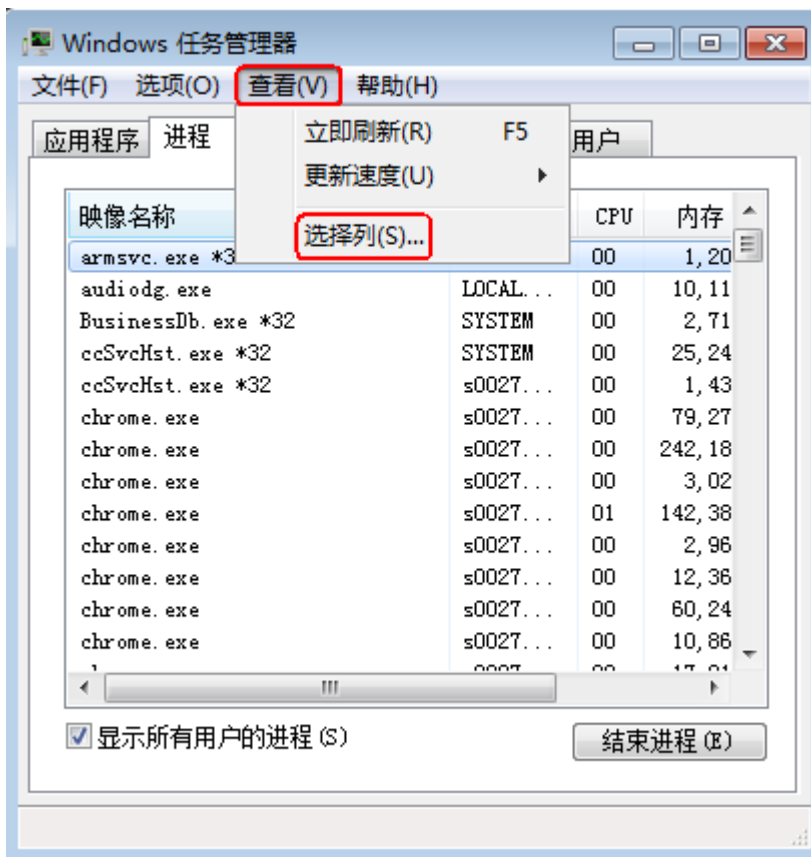 Windows 任务管理器
文件(F) 选项(O) 查看(V) 帮助(H)
立即刷新(R) F5
更新速度(U)
选择列(S)...
应用程序 进程 用户
映像名称 CPU 内存
armsvc.exe *3 00 1,20
audiodg.exe LOCAL... 00 10,11
BusinessDb.exe *32 SYSTEM 00 2,71
ccSvcHst.exe *32 SYSTEM 00 25,24
ccSvcHst.exe *32 s0027... 00 1,43
chrome.exe s0027... 00 79,27
chrome.exe s0027... 00 242,18
chrome.exe s0027... 00 3,02
chrome.exe s0027... 01 142,38
chrome.exe s0027... 00 2,96
chrome.exe s0027... 00 12,36
chrome.exe s0027... 00 60,24
chrome.exe s0027... 00 10,86
显示所有用户的进程(S) 结束进程(E)